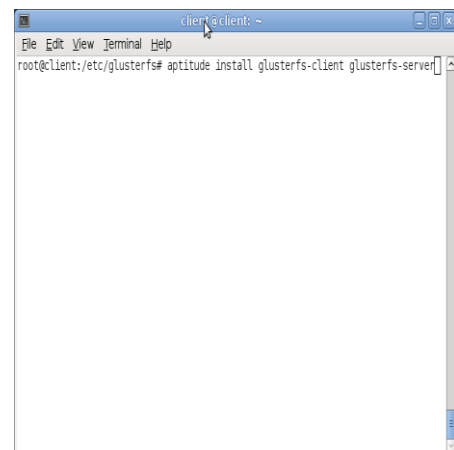 client@client: ~
File Edit View Terminal Help
root@client:/etc/glusterfs# aptitude install glusterfs-client glusterfs-server